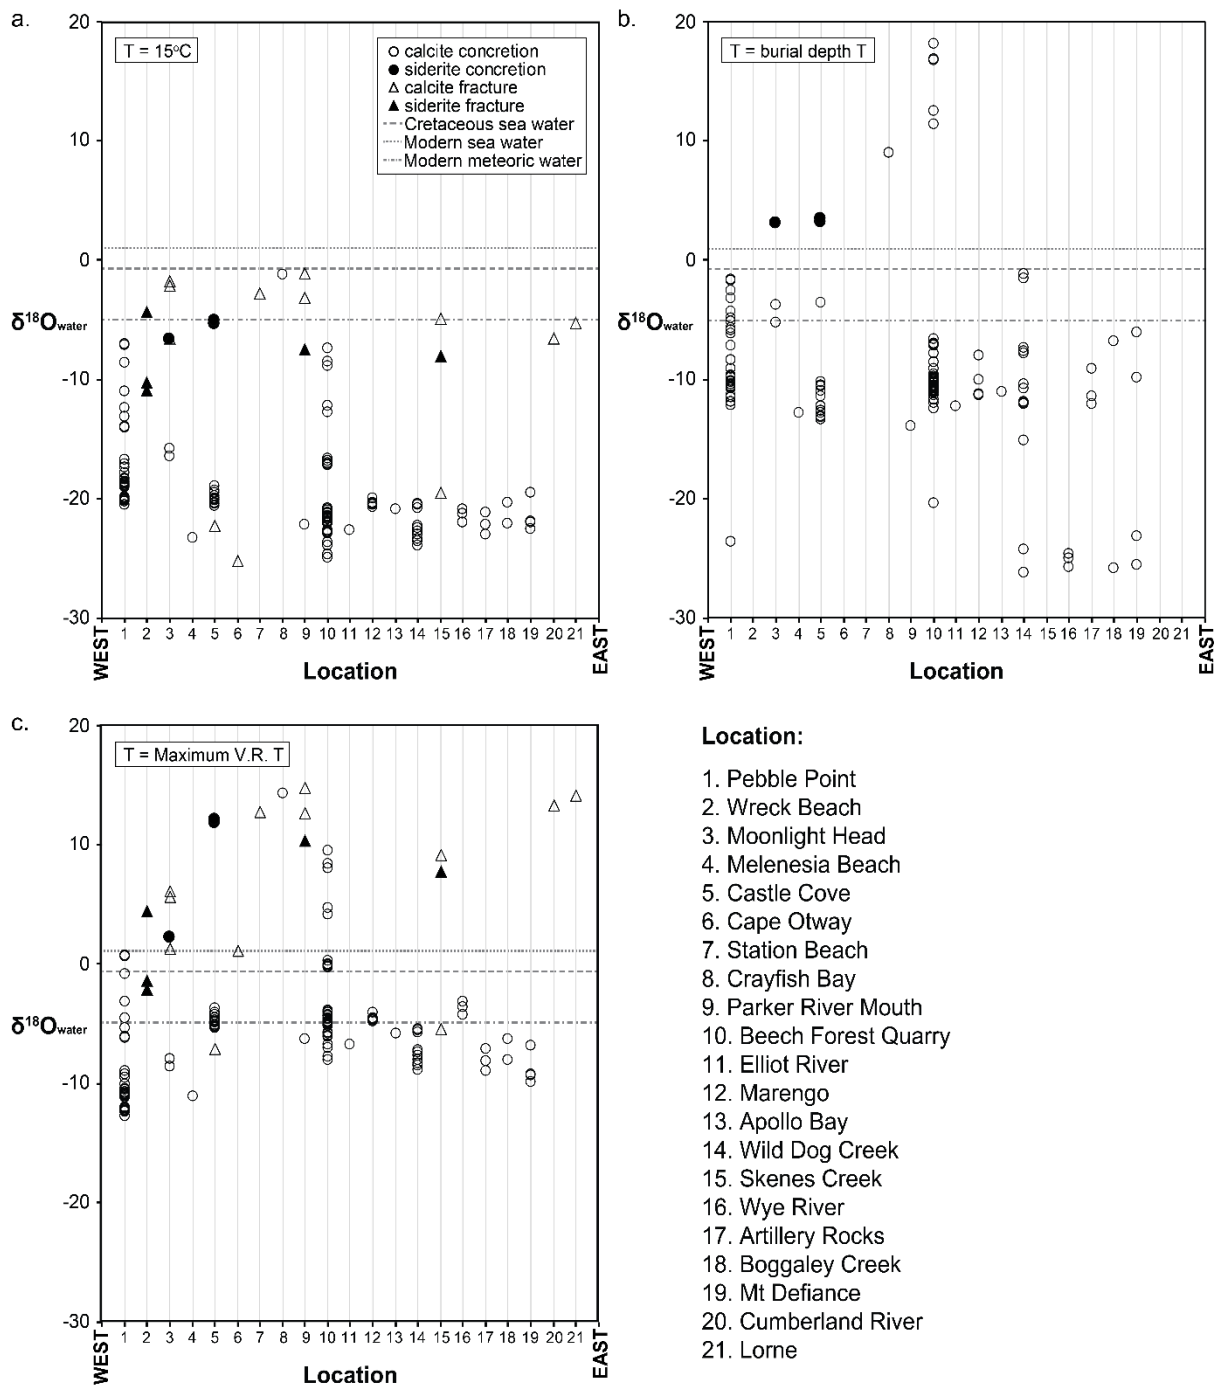 a.
T = 15°C
calcite concretion
siderite concretion
calcite fracture
siderite fracture
Cretaceous sea water
Modern sea water
Modern meteoric water
20
10
0
δ¹⁸Owater
-10
-20
-30
WEST 1 2 3 4 5 6 7 8 9 10 11 12 13 14 15 16 17 18 19 20 21 EAST
Location
b.
T = burial depth T
20
10
0
δ¹⁸Owater
-10
-20
-30
WEST 1 2 3 4 5 6 7 8 9 10 11 12 13 14 15 16 17 18 19 20 21 EAST
Location
c.
T = Maximum V.R. T
20
10
0
δ¹⁸Owater
-10
-20
-30
WEST 1 2 3 4 5 6 7 8 9 10 11 12 13 14 15 16 17 18 19 20 21 EAST
Location
Location:
1. Pebble Point
2. Wreck Beach
3. Moonlight Head
4. Melenesia Beach
5. Castle Cove
6. Cape Otway
7. Station Beach
8. Crayfish Bay
9. Parker River Mouth
10. Beech Forest Quarry
11. Elliot River
12. Marengo
13. Apollo Bay
14. Wild Dog Creek
15. Skenes Creek
16. Wye River
17. Artillery Rocks
18. Boggaley Creek
19. Mt Defiance
20. Cumberland River
21. Lorne